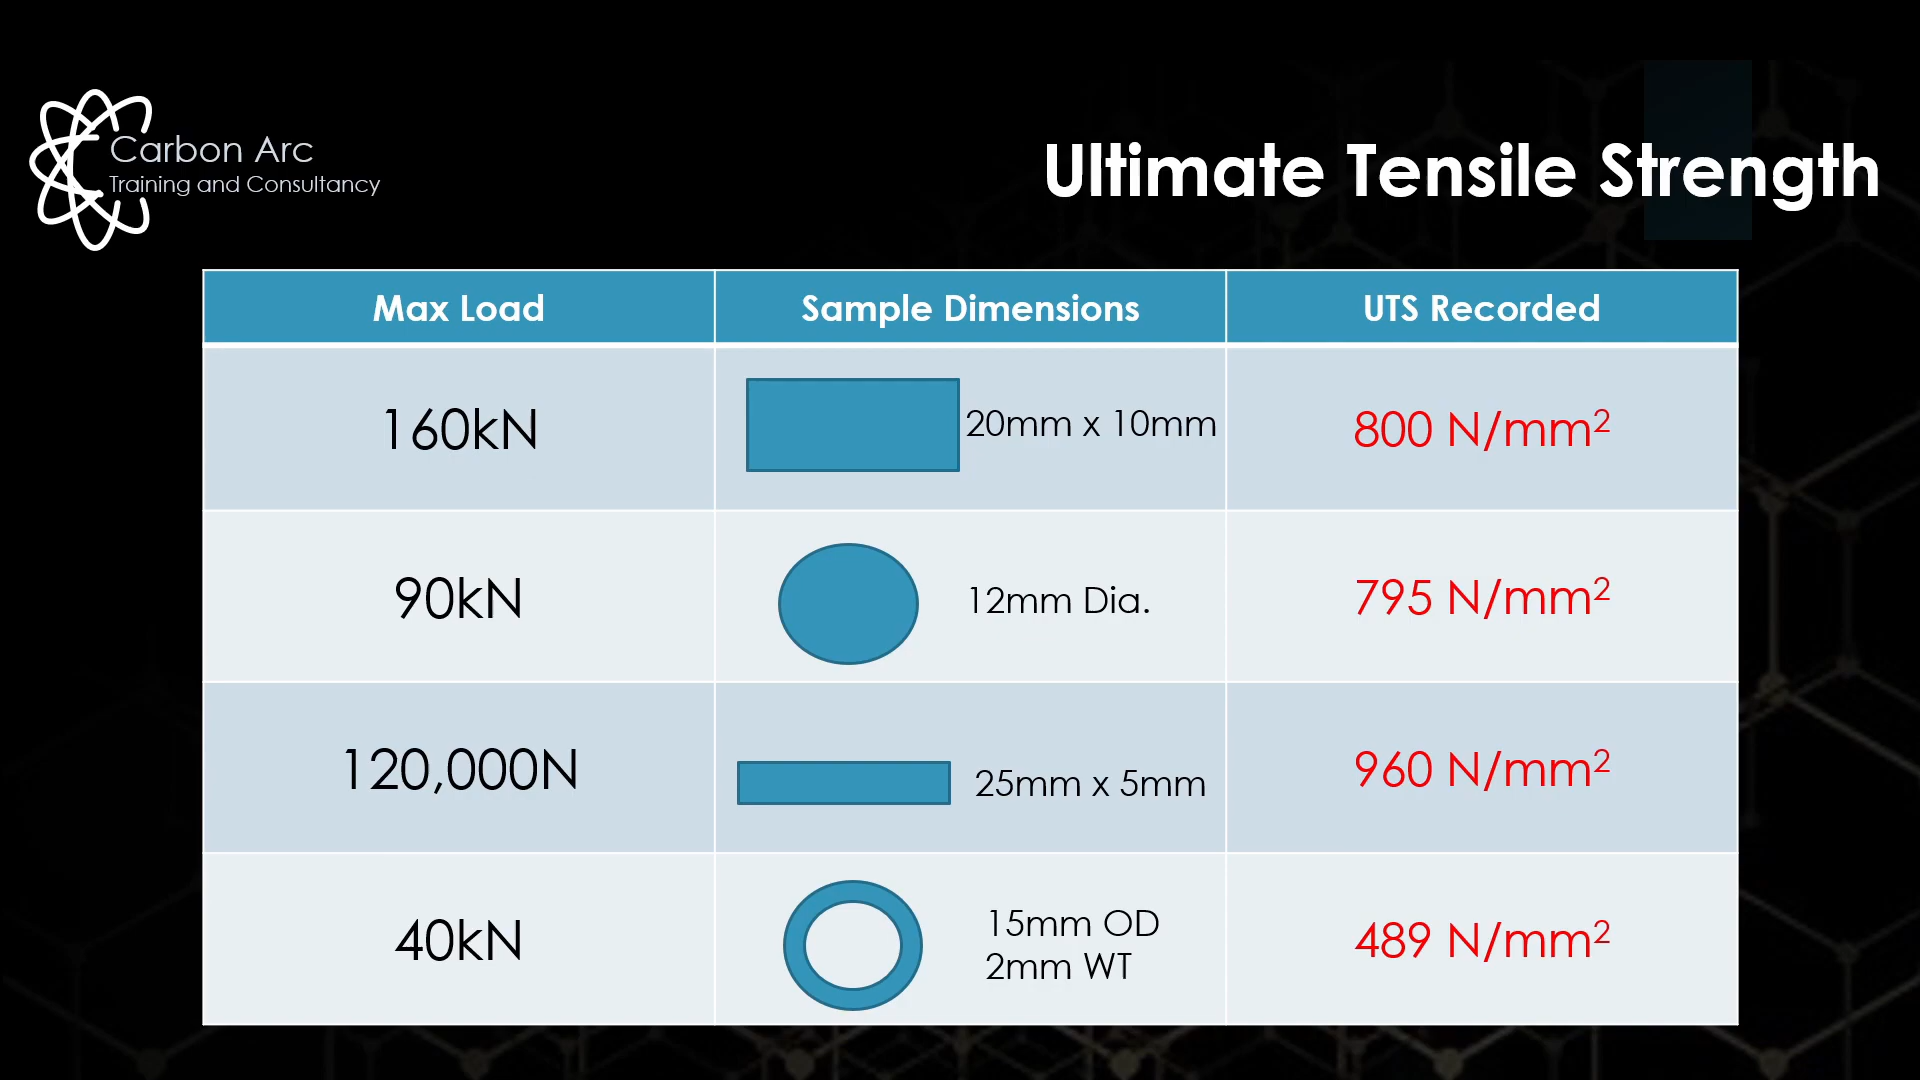 Carbon Arc
Training and Consultancy
Ultimate Tensile Strength
Max Load
Sample Dimensions
UTS Recorded
160kN
20mm x 10mm
800 N/mm²
90kN
12mm Dia.
795 N/mm²
120,000N
25mm x 5mm
960 N/mm²
40kN
15mm OD
2mm WT
489 N/mm²